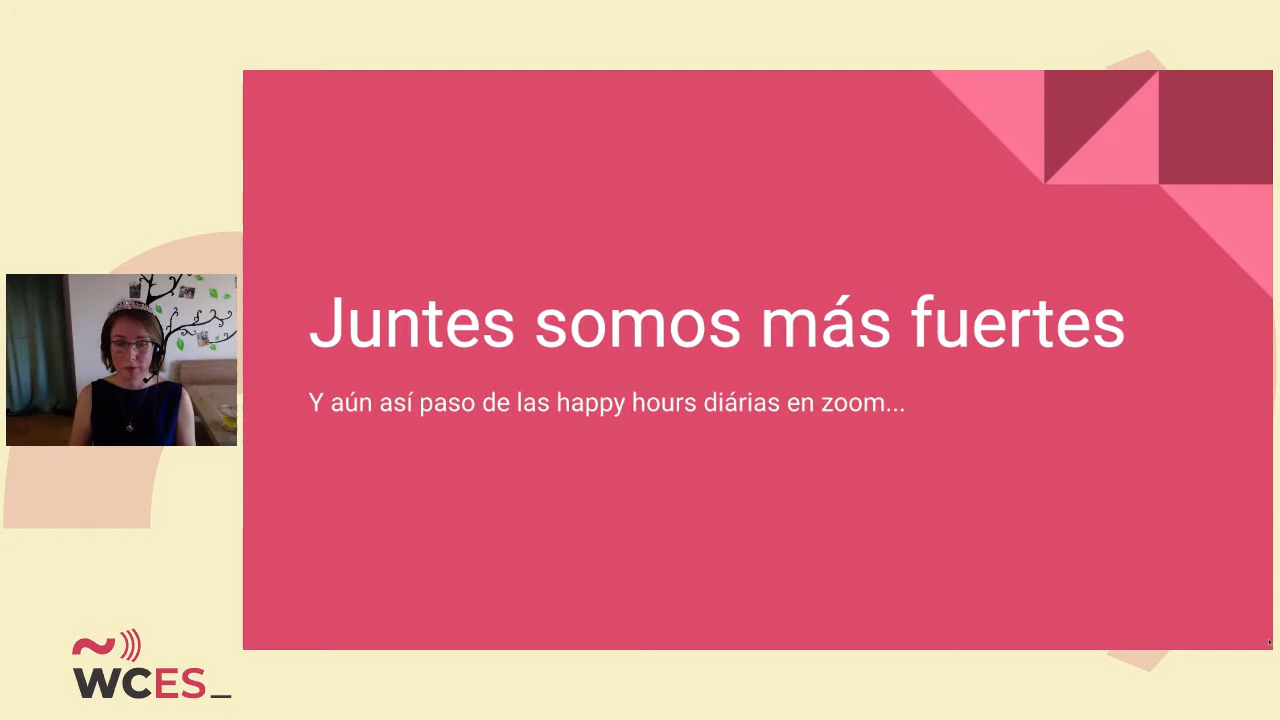 Juntes somos más fuertes
Y aún así paso de las happy hours diárias en zoom...
WCES_